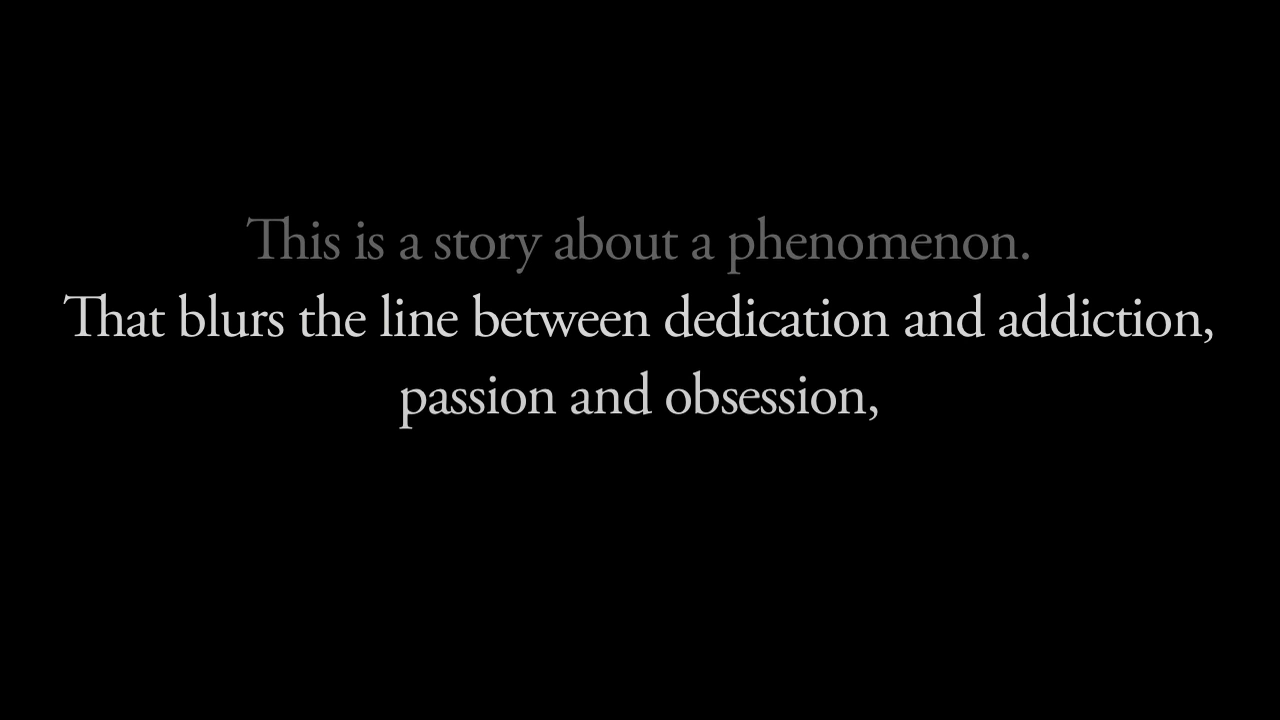 This is a story about a phenomenon.
That blurs the line between dedication and addiction,
passion and obsession,